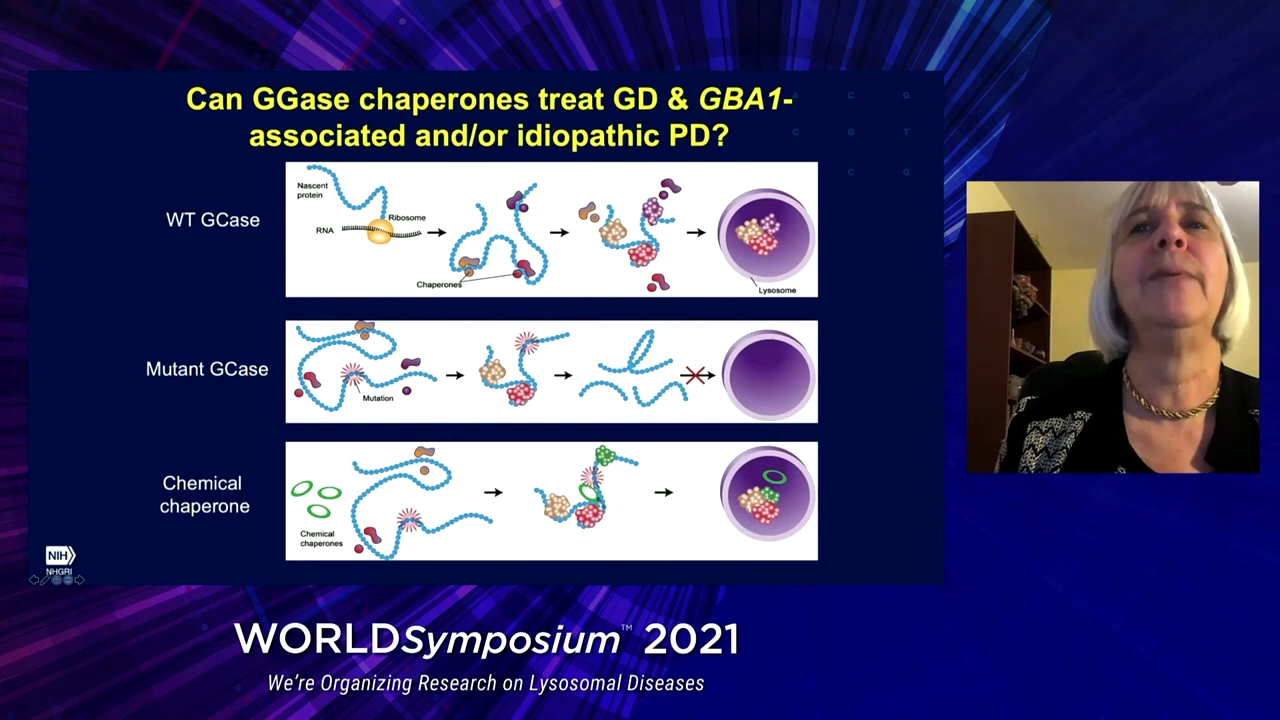 Can GGase chaperones treat GD & GBA1-
associated and/or idiopathic PD?
A C G
C G T
C G
WT GCase
Nascent
protein
Ribosome
RNA
Chaperones
Lysosome
Mutant GCase
Mutation
Chemical
chaperone
Chemical
chaperones
NIH
NHGRI
WORLDSymposium™ 2021
We're Organizing Research on Lysosomal Diseases